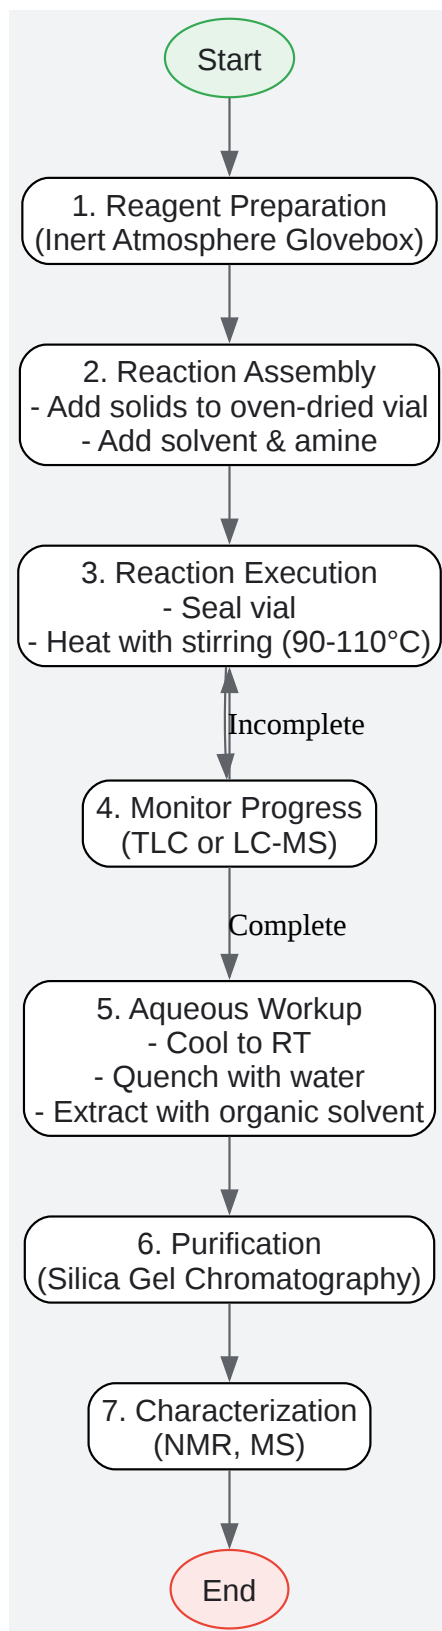 Start
1. Reagent Preparation
(Inert Atmosphere Glovebox)
2. Reaction Assembly
- Add solids to oven-dried vial
- Add solvent & amine
3. Reaction Execution
- Seal vial
- Heat with stirring (90-110°C)
Incomplete
4. Monitor Progress
(TLC or LC-MS)
Complete
5. Aqueous Workup
- Cool to RT
- Quench with water
- Extract with organic solvent
6. Purification
(Silica Gel Chromatography)
7. Characterization
(NMR, MS)
End